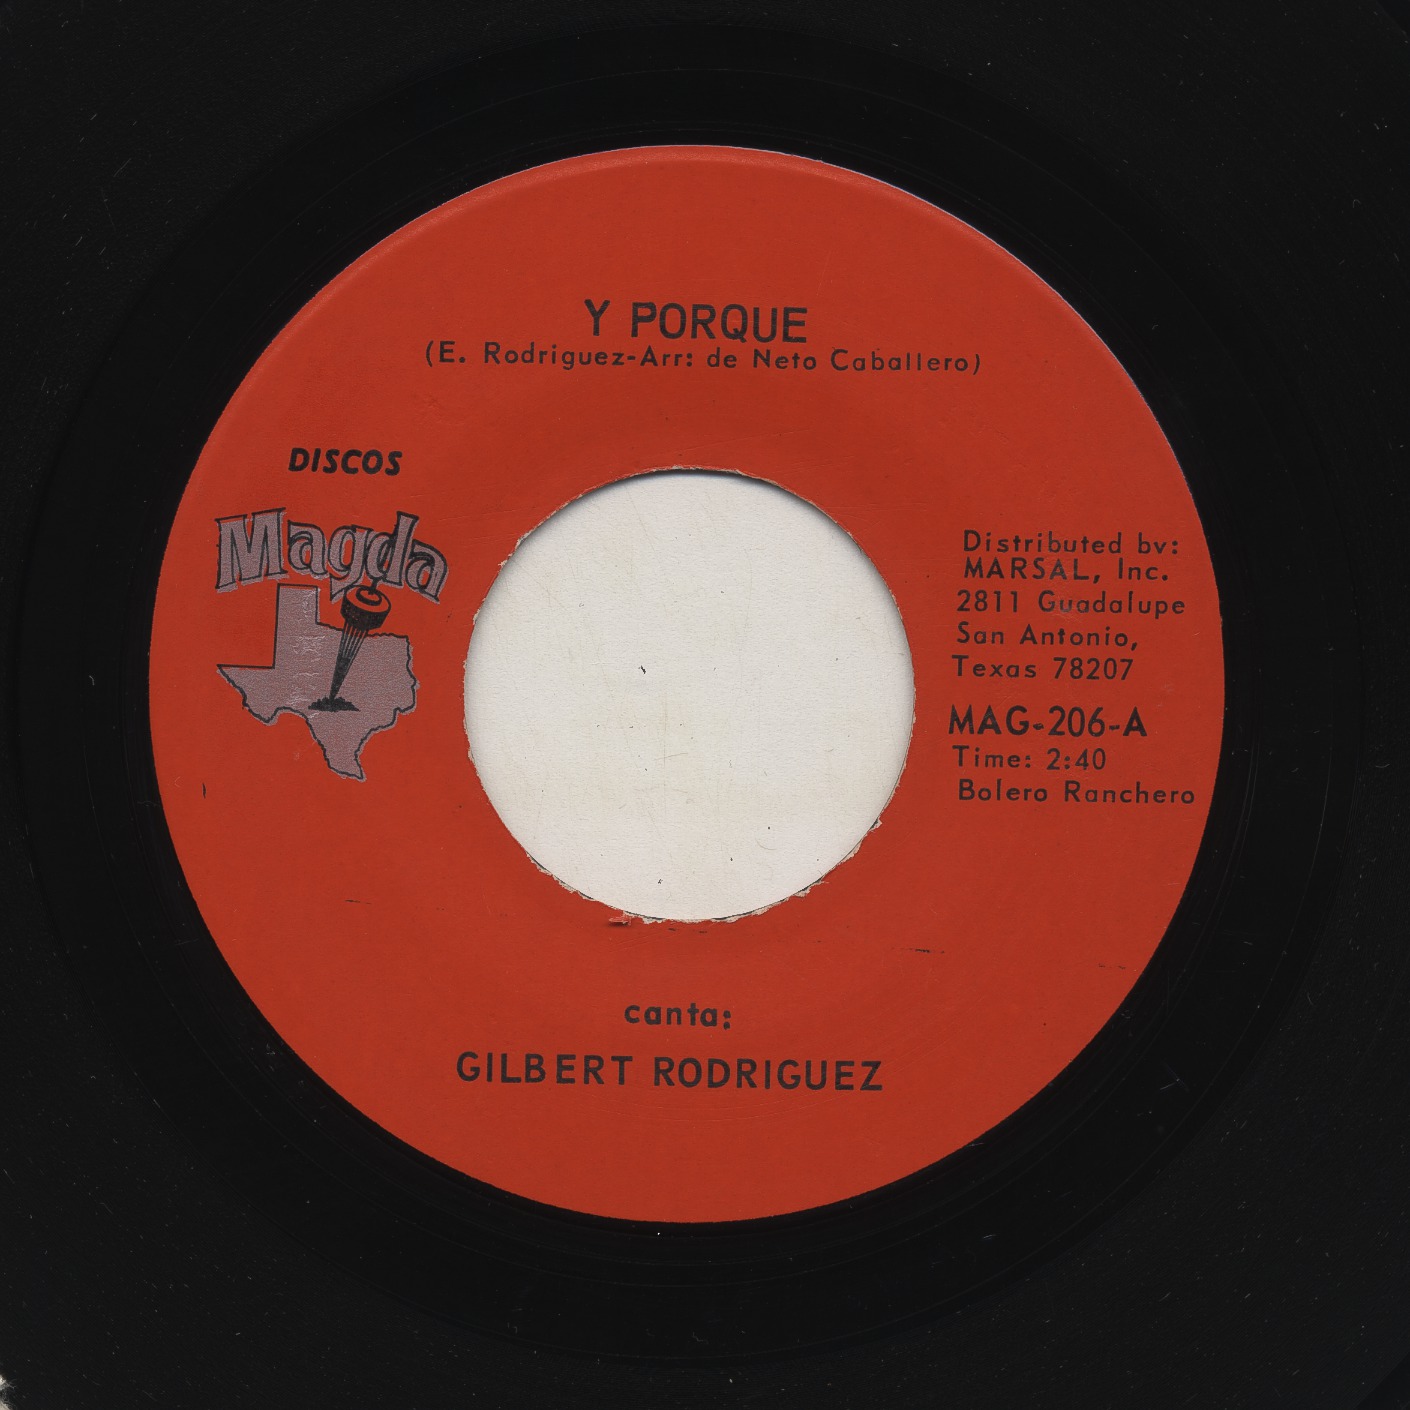 Y PORQUE
(E. Rodriguez-Arr: de Neto Caballero)
DISCOS
Magda
Distributed by:
MARSAL, Inc.
2811 Guadalupe
San Antonio,
Texas 78207
MAG-206-A
Time: 2:40
Bolero Ranchero
canta:
GILBERT RODRIGUEZ